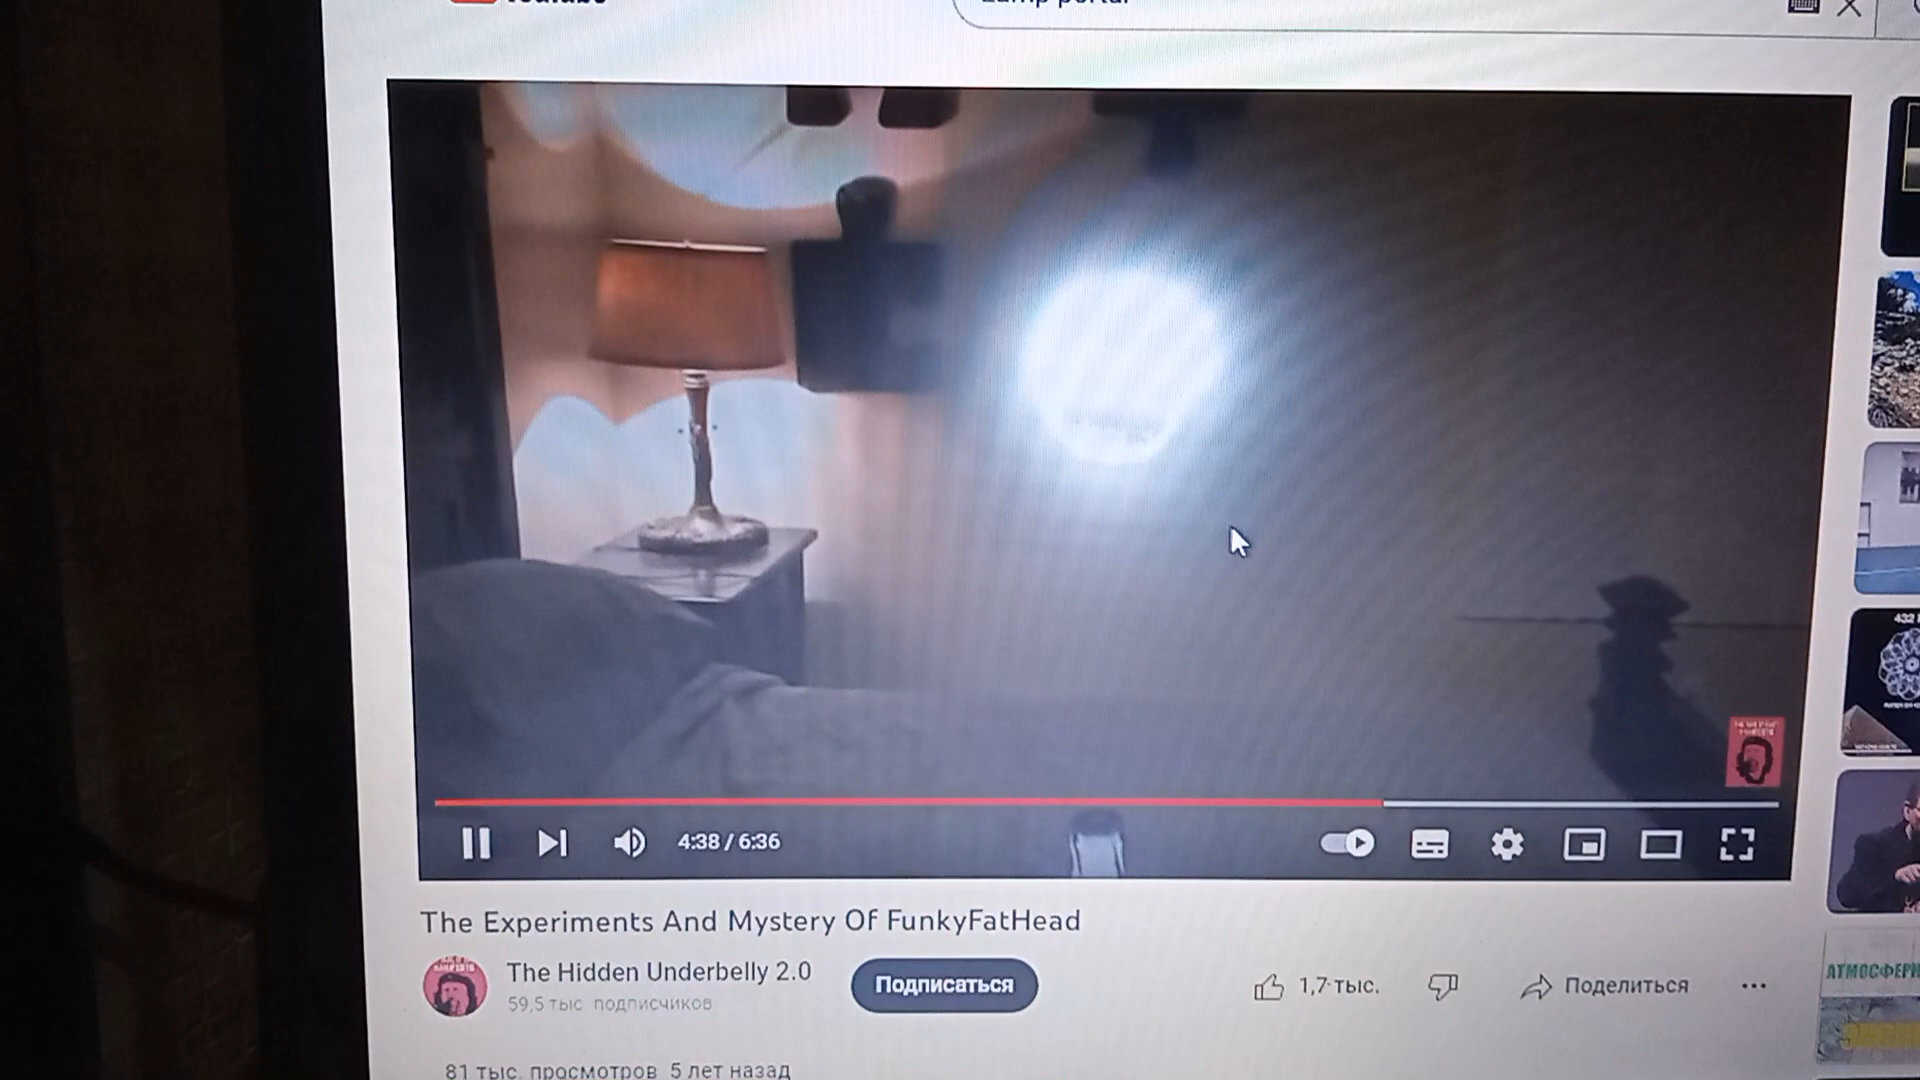 4:38 / 6:36
The Experiments And Mystery Of FunkyFatHead
The Hidden Underbelly 2.0
59,5 тыс. подписчиков
Подписаться
1,7 тыс.
Поделиться
81 тыс. просмотров 5 лет назад
432